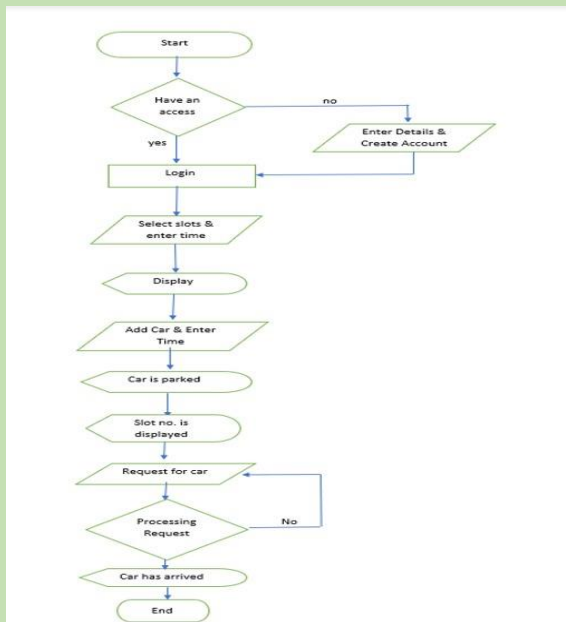 Start
Have an
access
no
yes
Enter Details &
Create Account
Login
Select slots &
enter time
Display
Add Car & Enter
Time
Car is parked
Slot no. is
displayed
Request for car
Processing
Request
No
Car has arrived
End